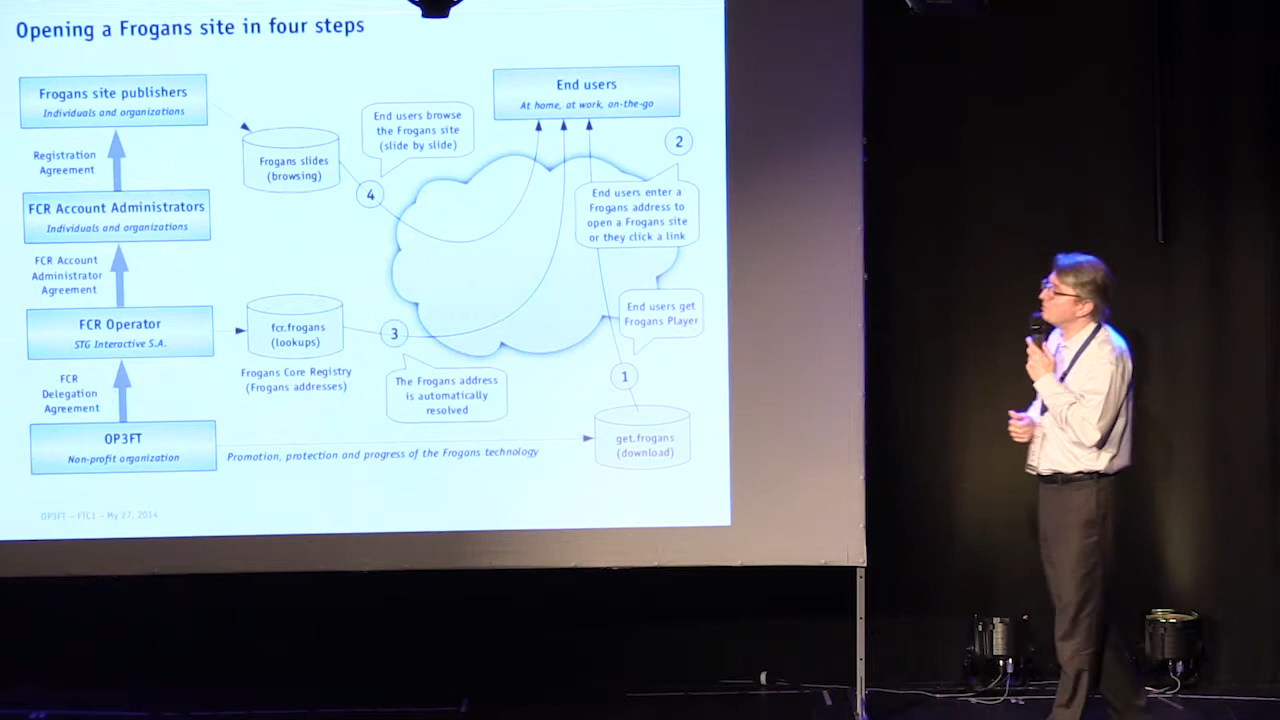 Opening a Frogans site in four steps
Frogans site publishers
Individuals and organizations
Registration
Agreement
FCR Account Administrators
Individuals and organizations
FCR Account
Administrator
Agreement
FCR Operator
STG Interactive S.A.
FCR
Delegation
Agreement
OP3FT
Non-profit organization
Frogans slides
(browsing)
End users browse
the Frogans site
(slide by slide)
4
End users
At home, at work, on-the-go
2
End users enter a
Frogans address to
open a Frogans site
or they click a link
fcr.frogans
(lookups)
Frogans Core Registry
(Frogans addresses)
3
The Frogans address
is automatically
resolved
End users get
Frogans Player
1
get.frogans
(download)
Promotion, protection and progress of the Frogans technology
OP3FT – FTC1 – My 27, 2014